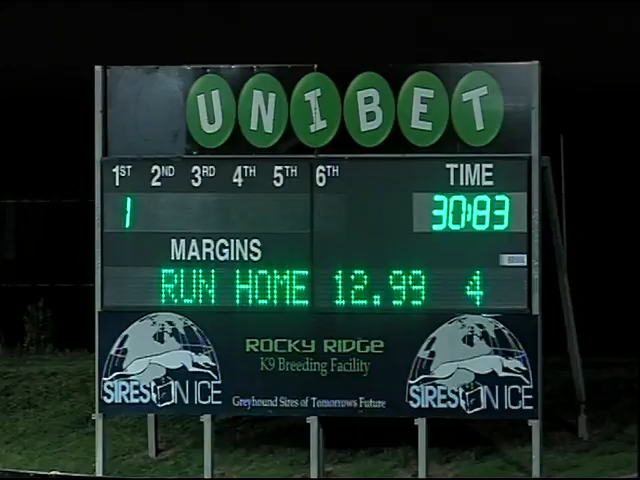 UNIBET
1ST 2ND 3RD 4TH 5TH 6TH TIME
1 30:83
MARGINS
RUN HOME 12.99 4
SIRES ON ICE
ROCKY RIDGE
K9 Breeding Facility
Greyhound Sires of Tomorrows Future
SIRES ON ICE